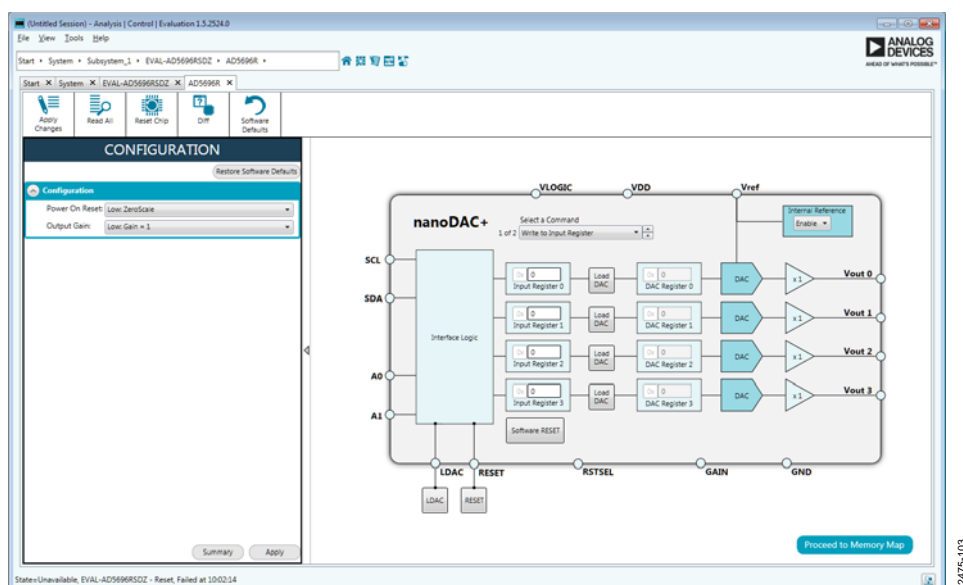 (Untitled Session) - Analysis | Control | Evaluation 1.5.2524.0
File View Tools Help
Start System Subsystem_1 EVAL-AD5696RSDZ AD5696R
ANALOG DEVICES
AHEAD OF WHAT'S POSSIBLE™
Start X System X EVAL-AD5696RSDZ X AD5696R X
Apply Changes
Read All
Reset Chip
Diff
Software Defaults
CONFIGURATION
Restore Software Defaults
Configuration
Power On Reset: Low: ZeroScale
Output Gain: Low: Gain = 1
Summary
Apply
VLOGIC VDD Vref
nanoDAC+
Select a Command
1 of 2 Write to Input Register
Internal Reference
Enable
SCL
SDA
A0
A1
Interface Logic
0x 0
Input Register 0
Load DAC
0x 0
DAC Register 0
DAC
x1
Vout 0
0x 0
Input Register 1
Load DAC
0x 0
DAC Register 1
DAC
x1
Vout 1
0x 0
Input Register 2
Load DAC
0x 0
DAC Register 2
DAC
x1
Vout 2
0x 0
Input Register 3
Load DAC
0x 0
DAC Register 3
DAC
x1
Vout 3
Software RESET
LDAC RESET RSTSEL GAIN GND
LDAC
RESET
Proceed to Memory Map
State=Unavailable, EVAL-AD5696RSDZ - Reset, Failed at 10:02:14